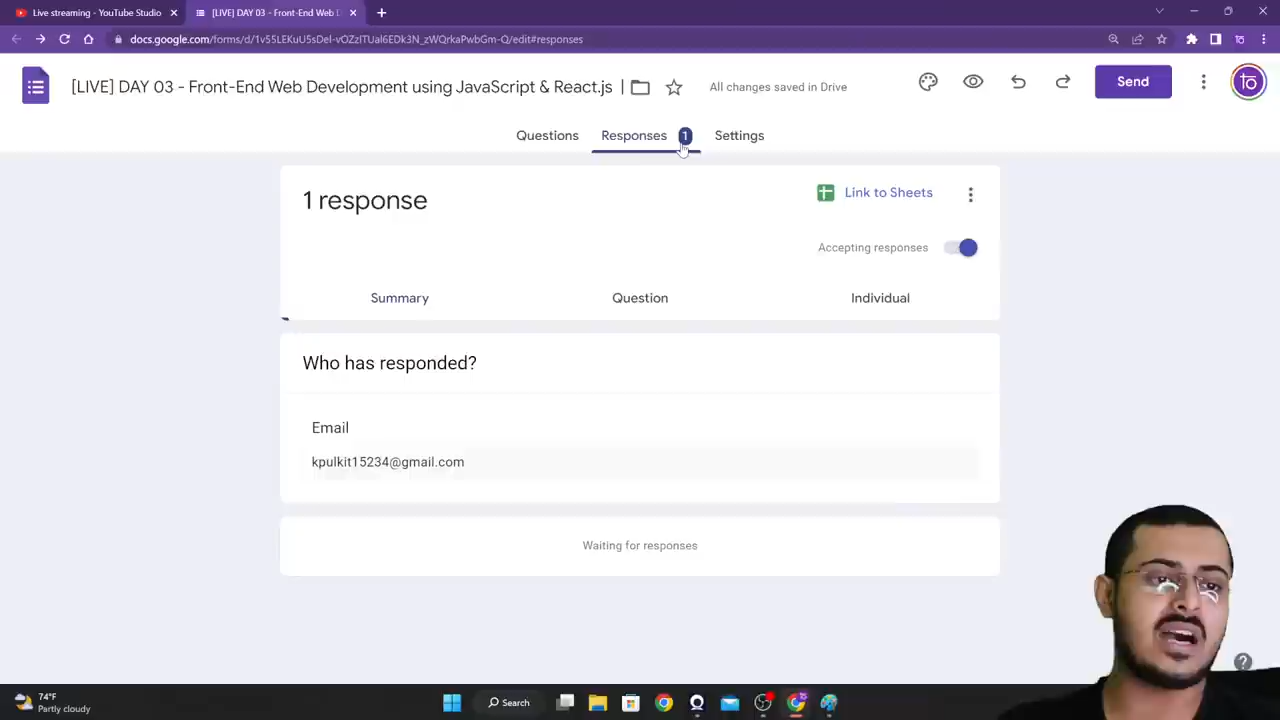 Live streaming - YouTube Studio
[LIVE] DAY 03 - Front-End Web D
docs.google.com/forms/d/1v55LEKuU5sDel-vOZzITUal6EDk3N_zWQrkaPwbGm-Q/edit#responses
[LIVE] DAY 03 - Front-End Web Development using JavaScript & React.js
All changes saved in Drive
Send
Questions
Responses 1
Settings
1 response
Link to Sheets
Accepting responses
Summary
Question
Individual
Who has responded?
Email
kpulkit15234@gmail.com
Waiting for responses
74°F
Partly cloudy
Search